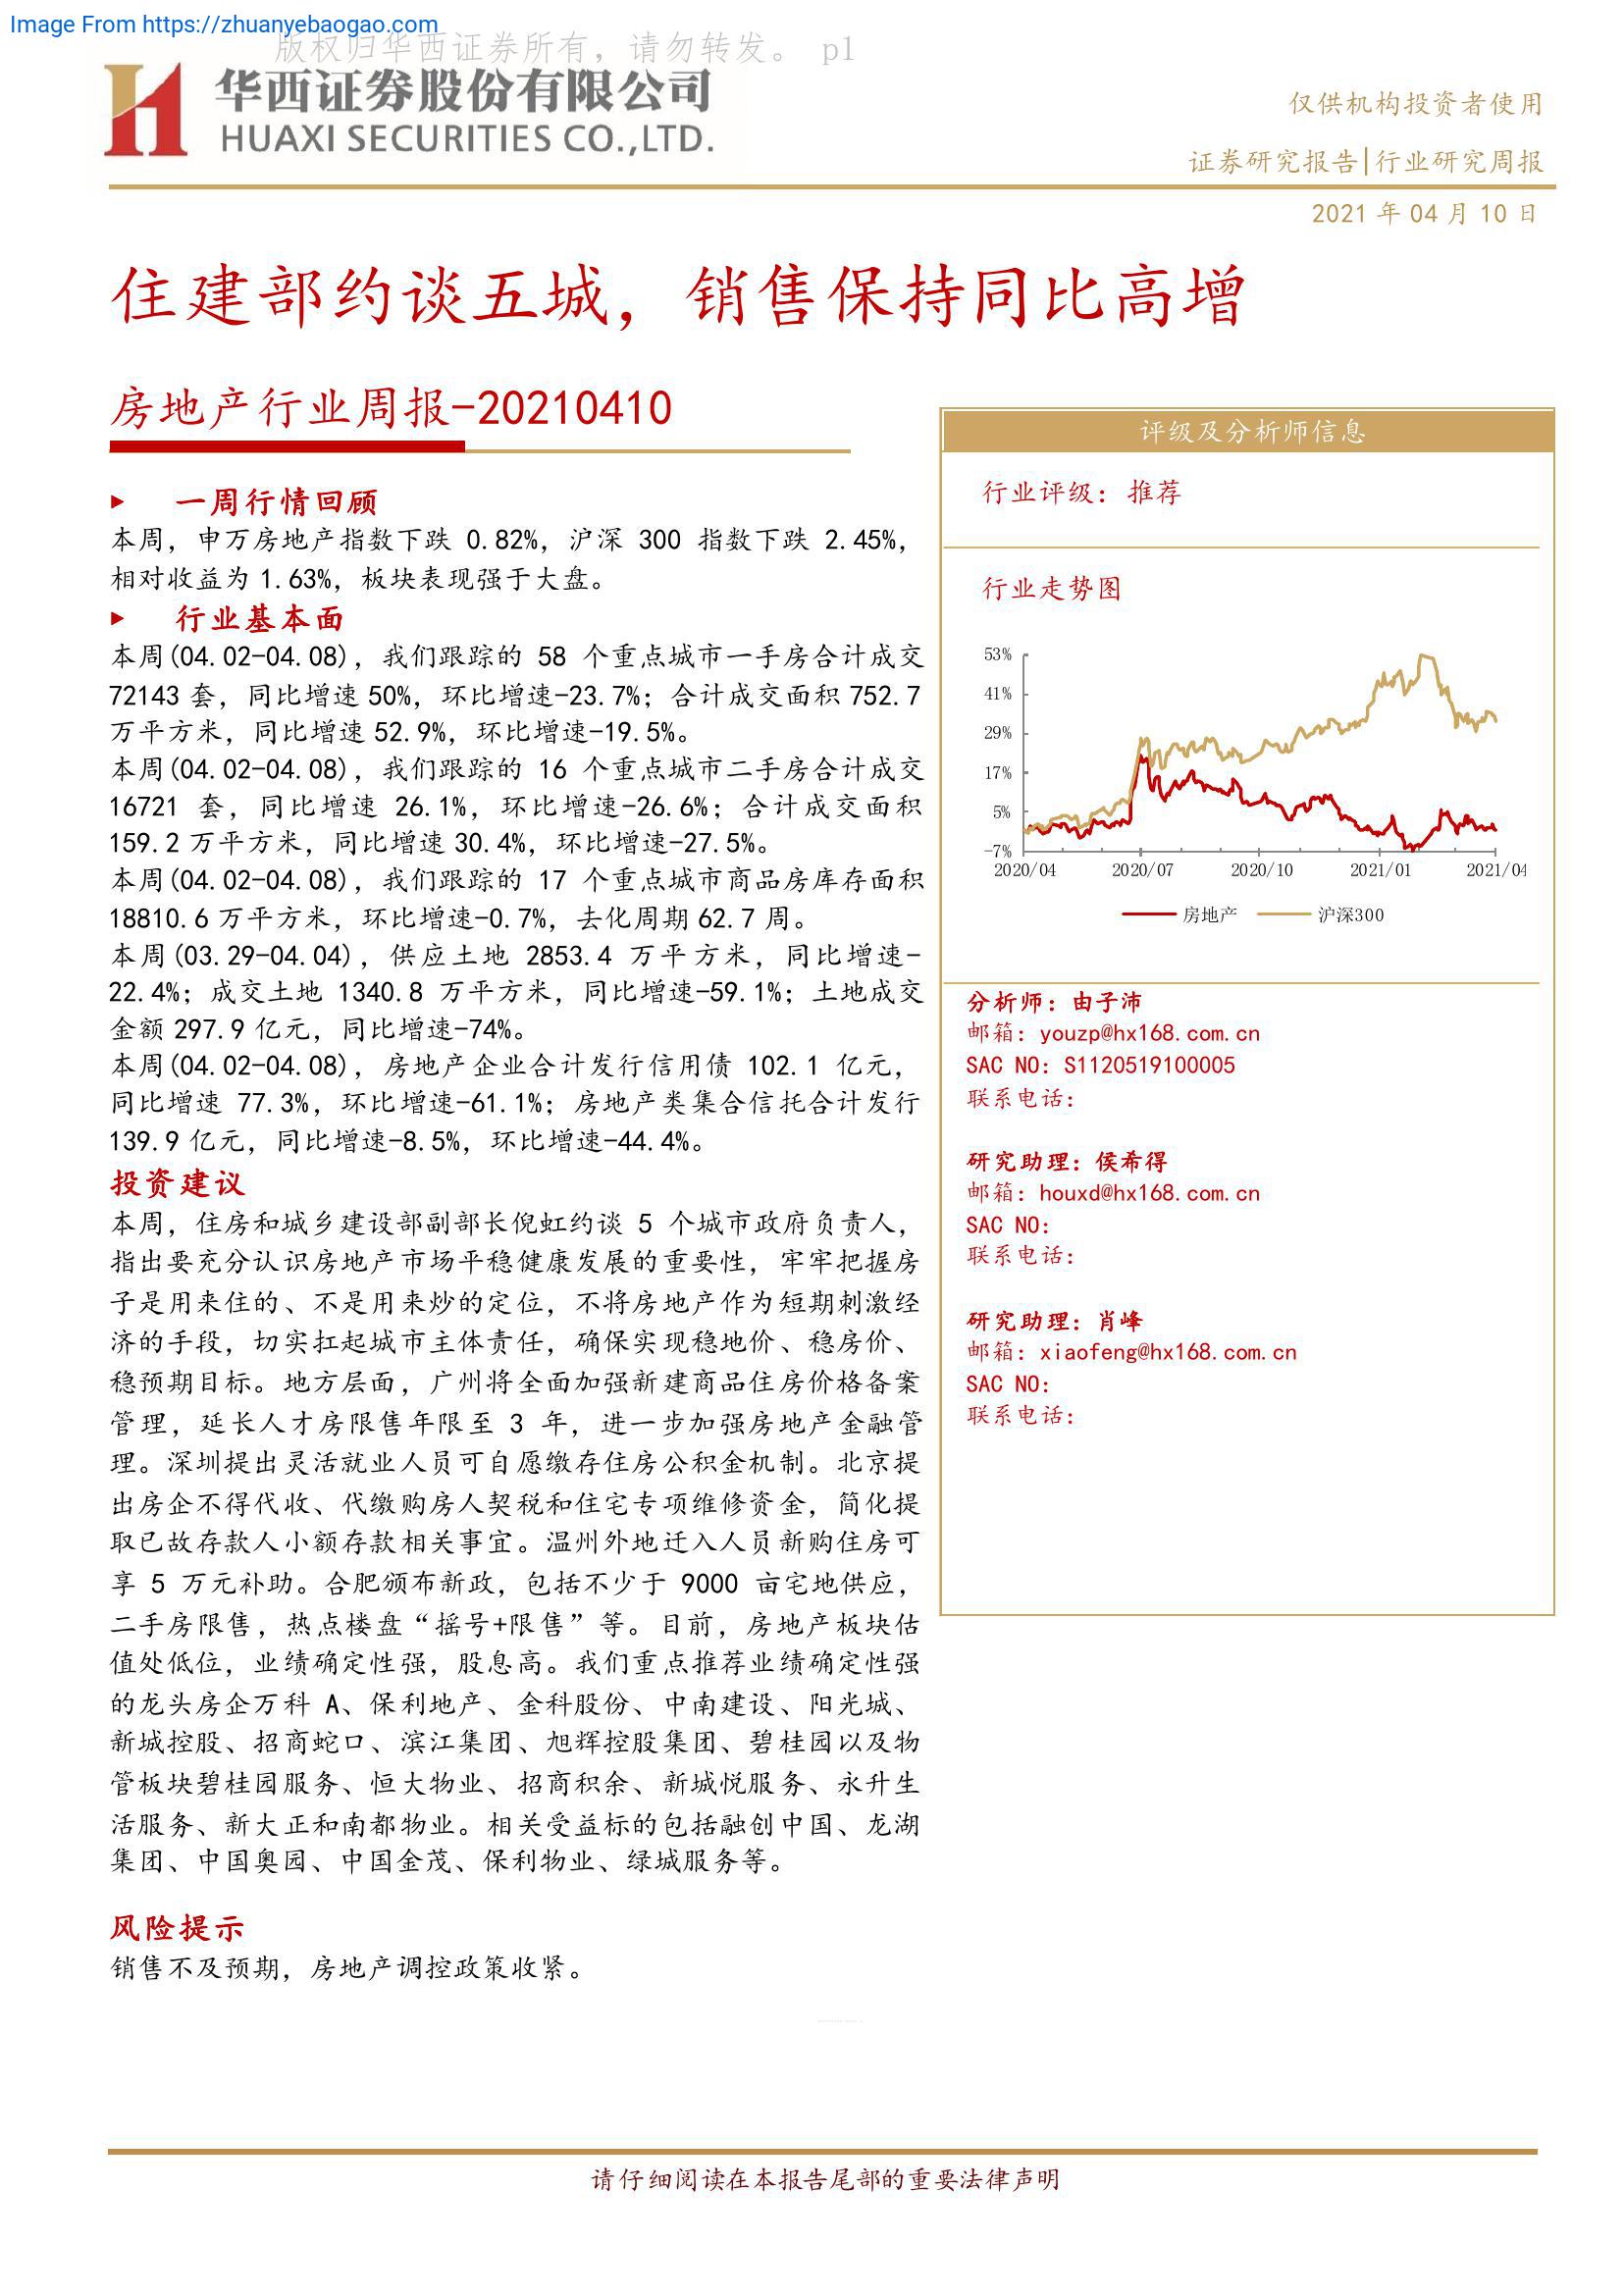 Image From https://zhuanyebaogao.com
版权归华西证券所有，请勿转发。 p1
华西证券股份有限公司
HUAXI SECURITIES CO.,LTD.
仅供机构投资者使用
证券研究报告|行业研究周报
2021 年 04 月 10 日
住建部约谈五城，销售保持同比高增
房地产行业周报-20210410
一周行情回顾
本周，申万房地产指数下跌 0.82%，沪深 300 指数下跌 2.45%，
相对收益为 1.63%，板块表现强于大盘。
行业基本面
本周(04.02-04.08)，我们跟踪的 58 个重点城市一手房合计成交
72143 套，同比增速 50%，环比增速-23.7%；合计成交面积 752.7
万平方米，同比增速 52.9%，环比增速-19.5%。
本周(04.02-04.08)，我们跟踪的 16 个重点城市二手房合计成交
16721 套，同比增速 26.1%，环比增速-26.6%；合计成交面积
159.2 万平方米，同比增速 30.4%，环比增速-27.5%。
本周(04.02-04.08)，我们跟踪的 17 个重点城市商品房库存面积
18810.6 万平方米，环比增速-0.7%，去化周期 62.7 周。
本周(03.29-04.04)，供应土地 2853.4 万平方米，同比增速-
22.4%；成交土地 1340.8 万平方米，同比增速-59.1%；土地成交
金额 297.9 亿元，同比增速-74%。
本周(04.02-04.08)，房地产企业合计发行信用债 102.1 亿元，
同比增速 77.3%，环比增速-61.1%；房地产类集合信托合计发行
139.9 亿元，同比增速-8.5%，环比增速-44.4%。
投资建议
本周，住房和城乡建设部副部长倪虹约谈 5 个城市政府负责人，
指出要充分认识房地产市场平稳健康发展的重要性，牢牢把握房
子是用来住的、不是用来炒的定位，不将房地产作为短期刺激经
济的手段，切实扛起城市主体责任，确保实现稳地价、稳房价、
稳预期目标。地方层面，广州将全面加强新建商品住房价格备案
管理，延长人才房限售年限至 3 年，进一步加强房地产金融管
理。深圳提出灵活就业人员可自愿缴存住房公积金机制。北京提
出房企不得代收、代缴购房人契税和住宅专项维修资金，简化提
取已故存款人小额存款相关事宜。温州外地迁入人员新购住房可
享 5 万元补助。合肥颁布新政，包括不少于 9000 亩宅地供应，
二手房限售，热点楼盘“摇号+限售”等。目前，房地产板块估
值处低位，业绩确定性强，股息高。我们重点推荐业绩确定性强
的龙头房企万科 A、保利地产、金科股份、中南建设、阳光城、
新城控股、招商蛇口、滨江集团、旭辉控股集团、碧桂园以及物
管板块碧桂园服务、恒大物业、招商积余、新城悦服务、永升生
活服务、新大正和南都物业。相关受益标的包括融创中国、龙湖
集团、中国奥园、中国金茂、保利物业、绿城服务等。
风险提示
销售不及预期，房地产调控政策收紧。
评级及分析师信息
行业评级：推荐
行业走势图
53%
41%
29%
17%
5%
-7%
2020/04 2020/07 2020/10 2021/01 2021/04
房地产 沪深300
分析师：由子沛
邮箱：youzp@hx168.com.cn
SAC NO：S1120519100005
联系电话：
研究助理：侯希得
邮箱：houxd@hx168.com.cn
SAC NO：
联系电话：
研究助理：肖峰
邮箱：xiaofeng@hx168.com.cn
SAC NO：
联系电话：
请仔细阅读在本报告尾部的重要法律声明